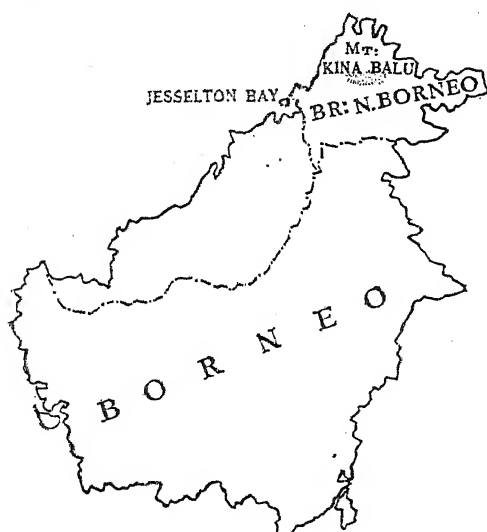 MT:
KINA BALU
JESSELTON BAY
BR: N. BORNEO
BORNEO